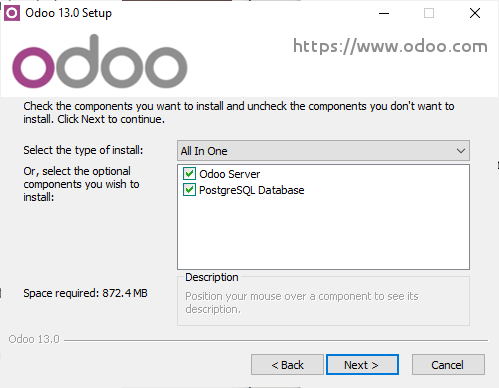 Odoo 13.0 Setup
odoo
https://www.odoo.com
Check the components you want to install and uncheck the components you don't want to
install. Click Next to continue.
Select the type of install:
All In One
Or, select the optional
components you wish to
install:
Odoo Server
PostgreSQL Database
Space required: 872.4 MB
Description
Position your mouse over a component to see its
description.
Odoo 13.0
< Back
Next >
Cancel